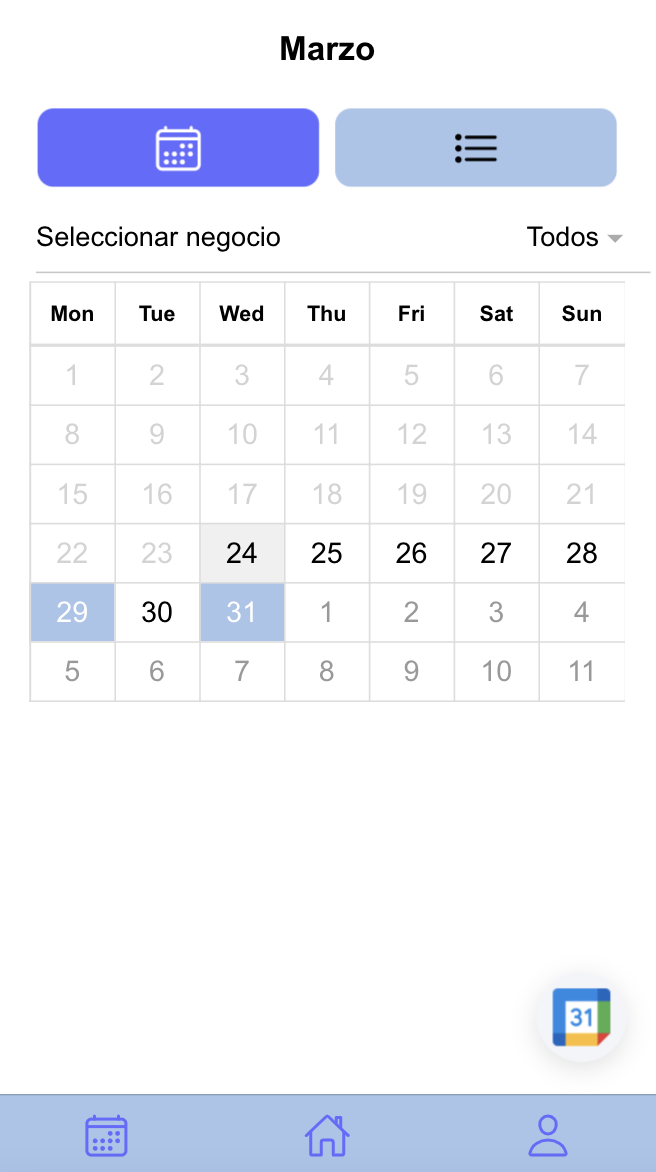 Marzo
Seleccionar negocio Todos
Mon Tue Wed Thu Fri Sat Sun
1 2 3 4 5 6 7
8 9 10 11 12 13 14
15 16 17 18 19 20 21
22 23 24 25 26 27 28
29 30 31 1 2 3 4
5 6 7 8 9 10 11
31